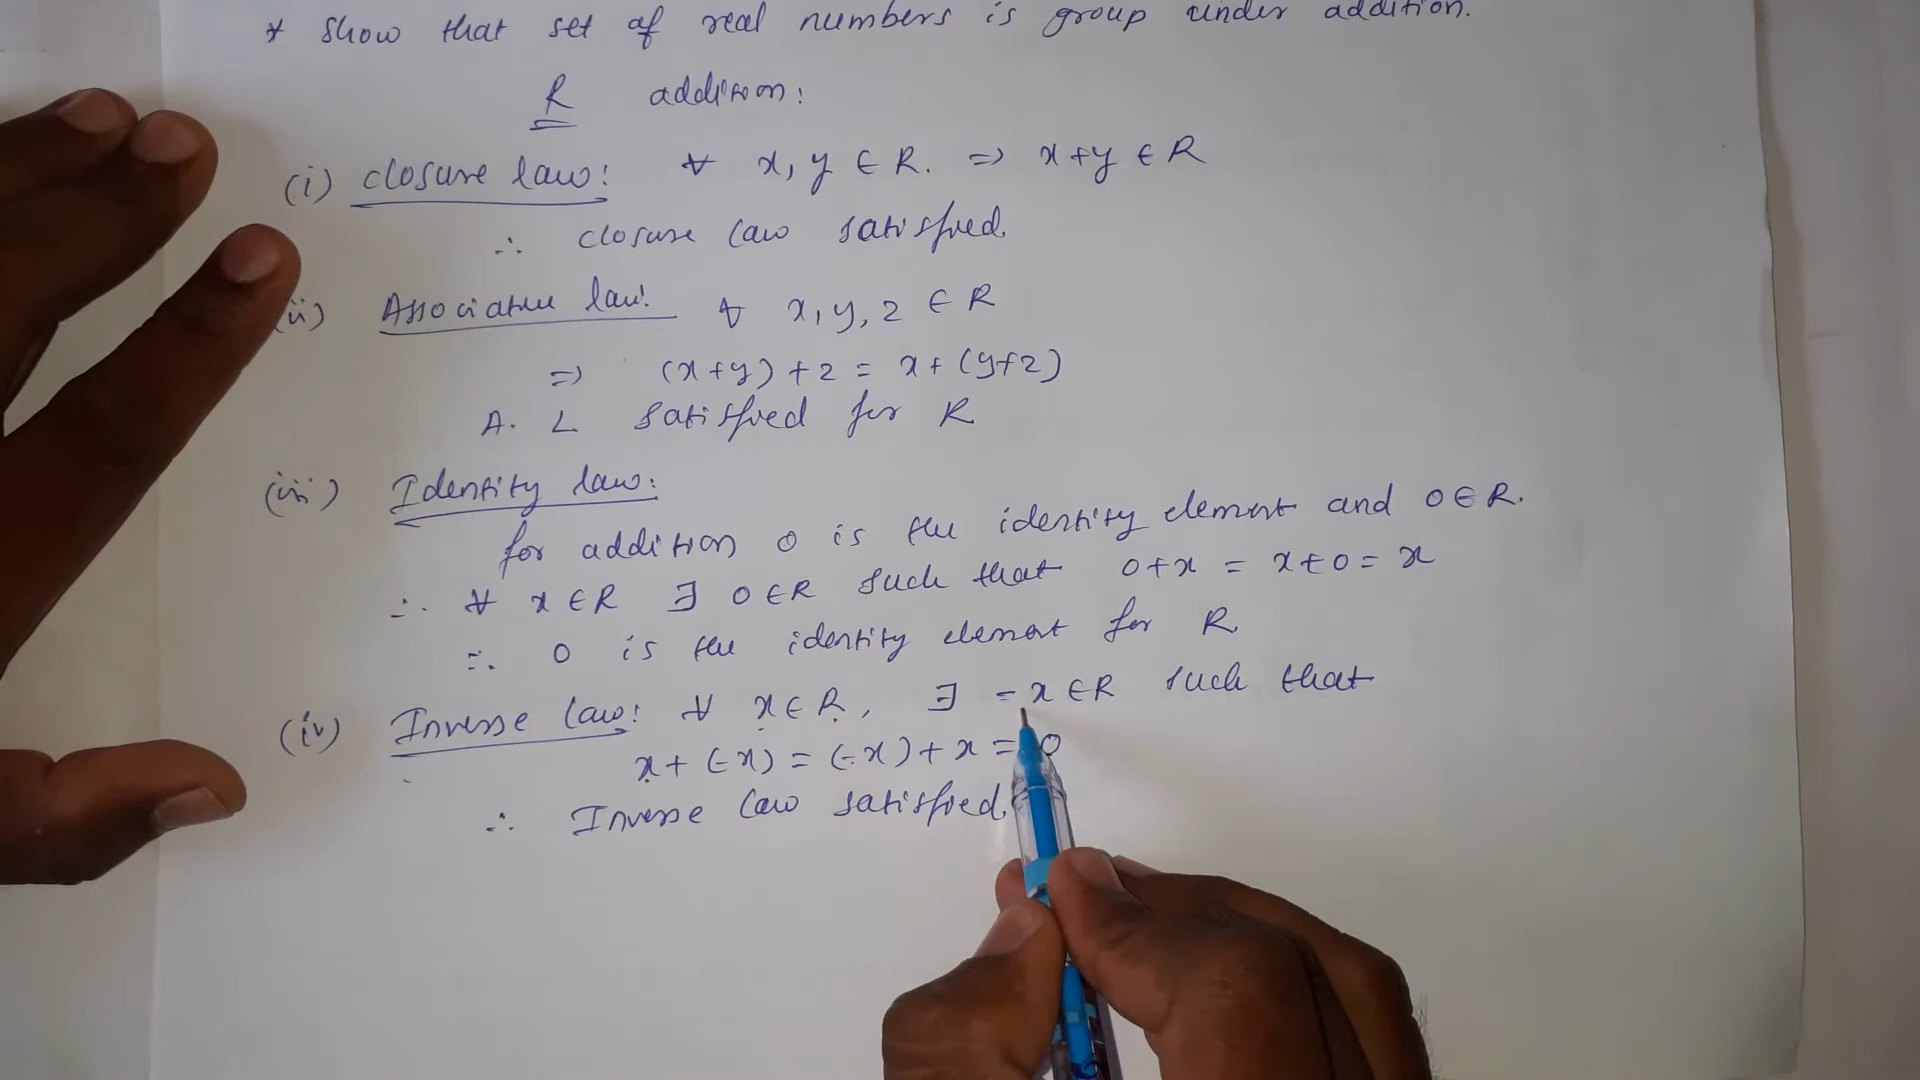 * Show that set of real numbers is group under addition.
R addition:
(i) closure law: ∀ x, y ∈ R. => x+y ∈ R
∴ closure law satisfied.
(ii) Associative law: ∀ x, y, z ∈ R
=> (x+y)+z = x+(y+z)
A. L satisfied for R
(iii) Identity law:
for addition 0 is the identity element and 0∈R.
∴ ∀ x∈R ∃ 0∈R such that 0+x = x+0 = x
∴ 0 is the identity element for R
(iv) Inverse law: ∀ x∈R, ∃ -x∈R such that
x+(-x) = (-x)+x = 0
∴ Inverse law satisfied.